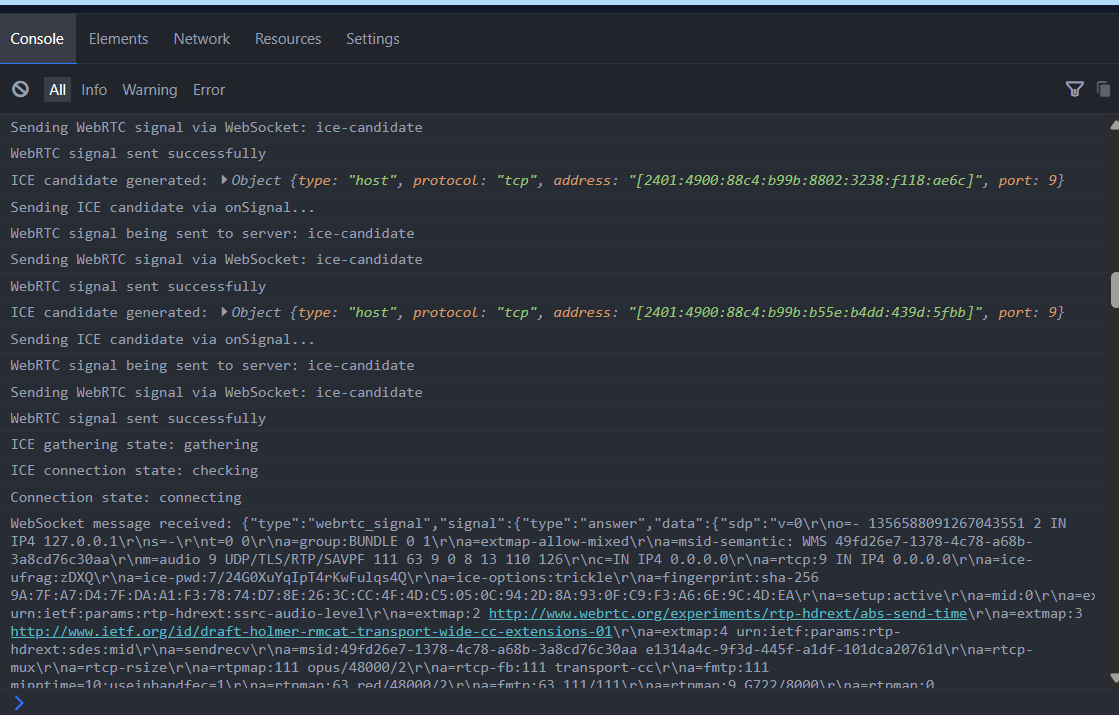 Console Elements Network Resources Settings
All Info Warning Error
Sending WebRTC signal via WebSocket: ice-candidate
WebRTC signal sent successfully
ICE candidate generated: Object {type: "host", protocol: "tcp", address: "[2401:4900:88c4:b99b:8802:3238:f118:ae6c]", port: 9}
Sending ICE candidate via onSignal...
WebRTC signal being sent to server: ice-candidate
Sending WebRTC signal via WebSocket: ice-candidate
WebRTC signal sent successfully
ICE candidate generated: Object {type: "host", protocol: "tcp", address: "[2401:4900:88c4:b99b:b55e:b4dd:439d:5fbb]", port: 9}
Sending ICE candidate via onSignal...
WebRTC signal being sent to server: ice-candidate
Sending WebRTC signal via WebSocket: ice-candidate
WebRTC signal sent successfully
ICE gathering state: gathering
ICE connection state: checking
Connection state: connecting
WebSocket message received: {"type":"webrtc_signal","signal":{"type":"answer","data":{"sdp":"v=0\r\no=- 1356588091267043551 2 IN
IP4 127.0.0.1\r\ns=-\r\nt=0 0\r\na=group:BUNDLE 0 1\r\na=extmap-allow-mixed\r\na=msid-semantic: WMS 49fd26e7-1378-4c78-a68b-
3a8cd76c30aa\r\nm=audio 9 UDP/TLS/RTP/SAVPF 111 63 9 0 8 13 110 126\r\nc=IN IP4 0.0.0.0\r\na=rtcp:9 IN IP4 0.0.0.0\r\na=ice-
ufrag:zDXQ\r\na=ice-pwd:7/24G0XuYqIpT4rKwFulqs4Q\r\na=ice-options:trickle\r\na=fingerprint:sha-256
9A:7F:A7:D4:7F:DA:A1:F3:78:74:D7:8E:26:3C:CC:4F:4D:C5:05:0C:94:2D:8A:93:0F:C9:F3:A6:6E:9C:4D:EA\r\na=setup:active\r\na=mid:0\r\na=ex
urn:ietf:params:rtp-hdrext:ssrc-audio-level\r\na=extmap:2 http://www.webrtc.org/experiments/rtp-hdrext/abs-send-time\r\na=extmap:3
http://www.ietf.org/id/draft-holmer-rmcat-transport-wide-cc-extensions-01\r\na=extmap:4 urn:ietf:params:rtp-
hdrext:sdes:mid\r\na=sendrecv\r\na=msid:49fd26e7-1378-4c78-a68b-3a8cd76c30aa e1314a4c-9f3d-445f-a1df-101dca20761d\r\na=rtcp-
mux\r\na=rtcp-rsize\r\na=rtpmap:111 opus/48000/2\r\na=rtcp-fb:111 transport-cc\r\na=fmtp:111
minptime=10;useinbandfec=1\r\na=rtpmap:63 red/48000/2\r\na=fmtp:63 111/111\r\na=rtpmap:9 G722/8000\r\na=rtpmap:0